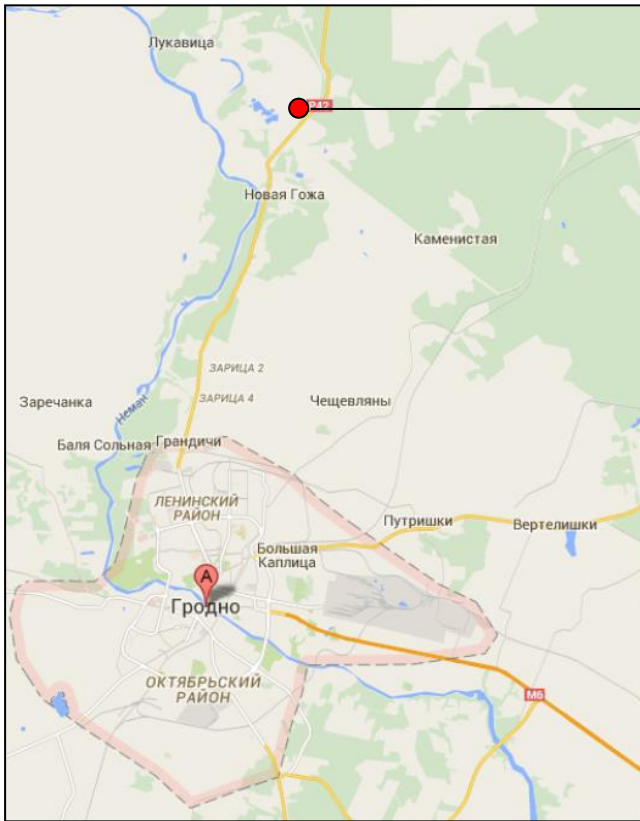 Лукавица
P42
Новая Гожа
Каменистая
ЗАРИЦА 2
ЗАРИЦА 4
Заречанка
Чещевляны
Неман
Баля Сольная
Грандичи
ЛЕНИНСКИЙ
РАЙОН
Путришки
Вертелишки
Большая
Каплица
A
Гродно
ОКТЯБРЬСКИЙ
РАЙОН
M6